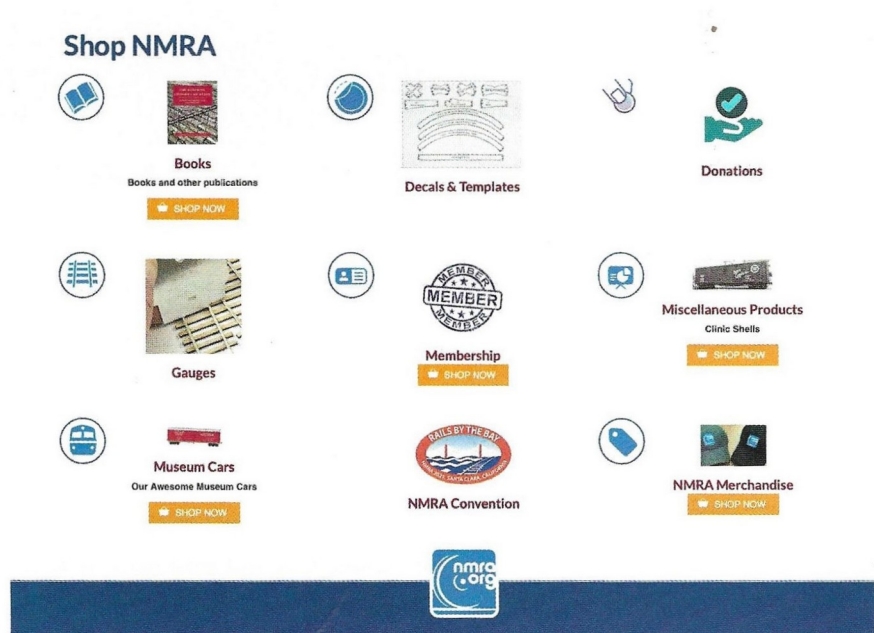 Shop NMRA
Books
Books and other publications
SHOP NOW
Decals & Templates
Donations
Gauges
MEMBER
MEMBER
MEMBER
Membership
SHOP NOW
Miscellaneous Products
Clinic Shells
SHOP NOW
Museum Cars
Our Awesome Museum Cars
SHOP NOW
RAILS BY THE BAY
NMRA Convention
NMRA Merchandise
SHOP NOW
nmra
.org